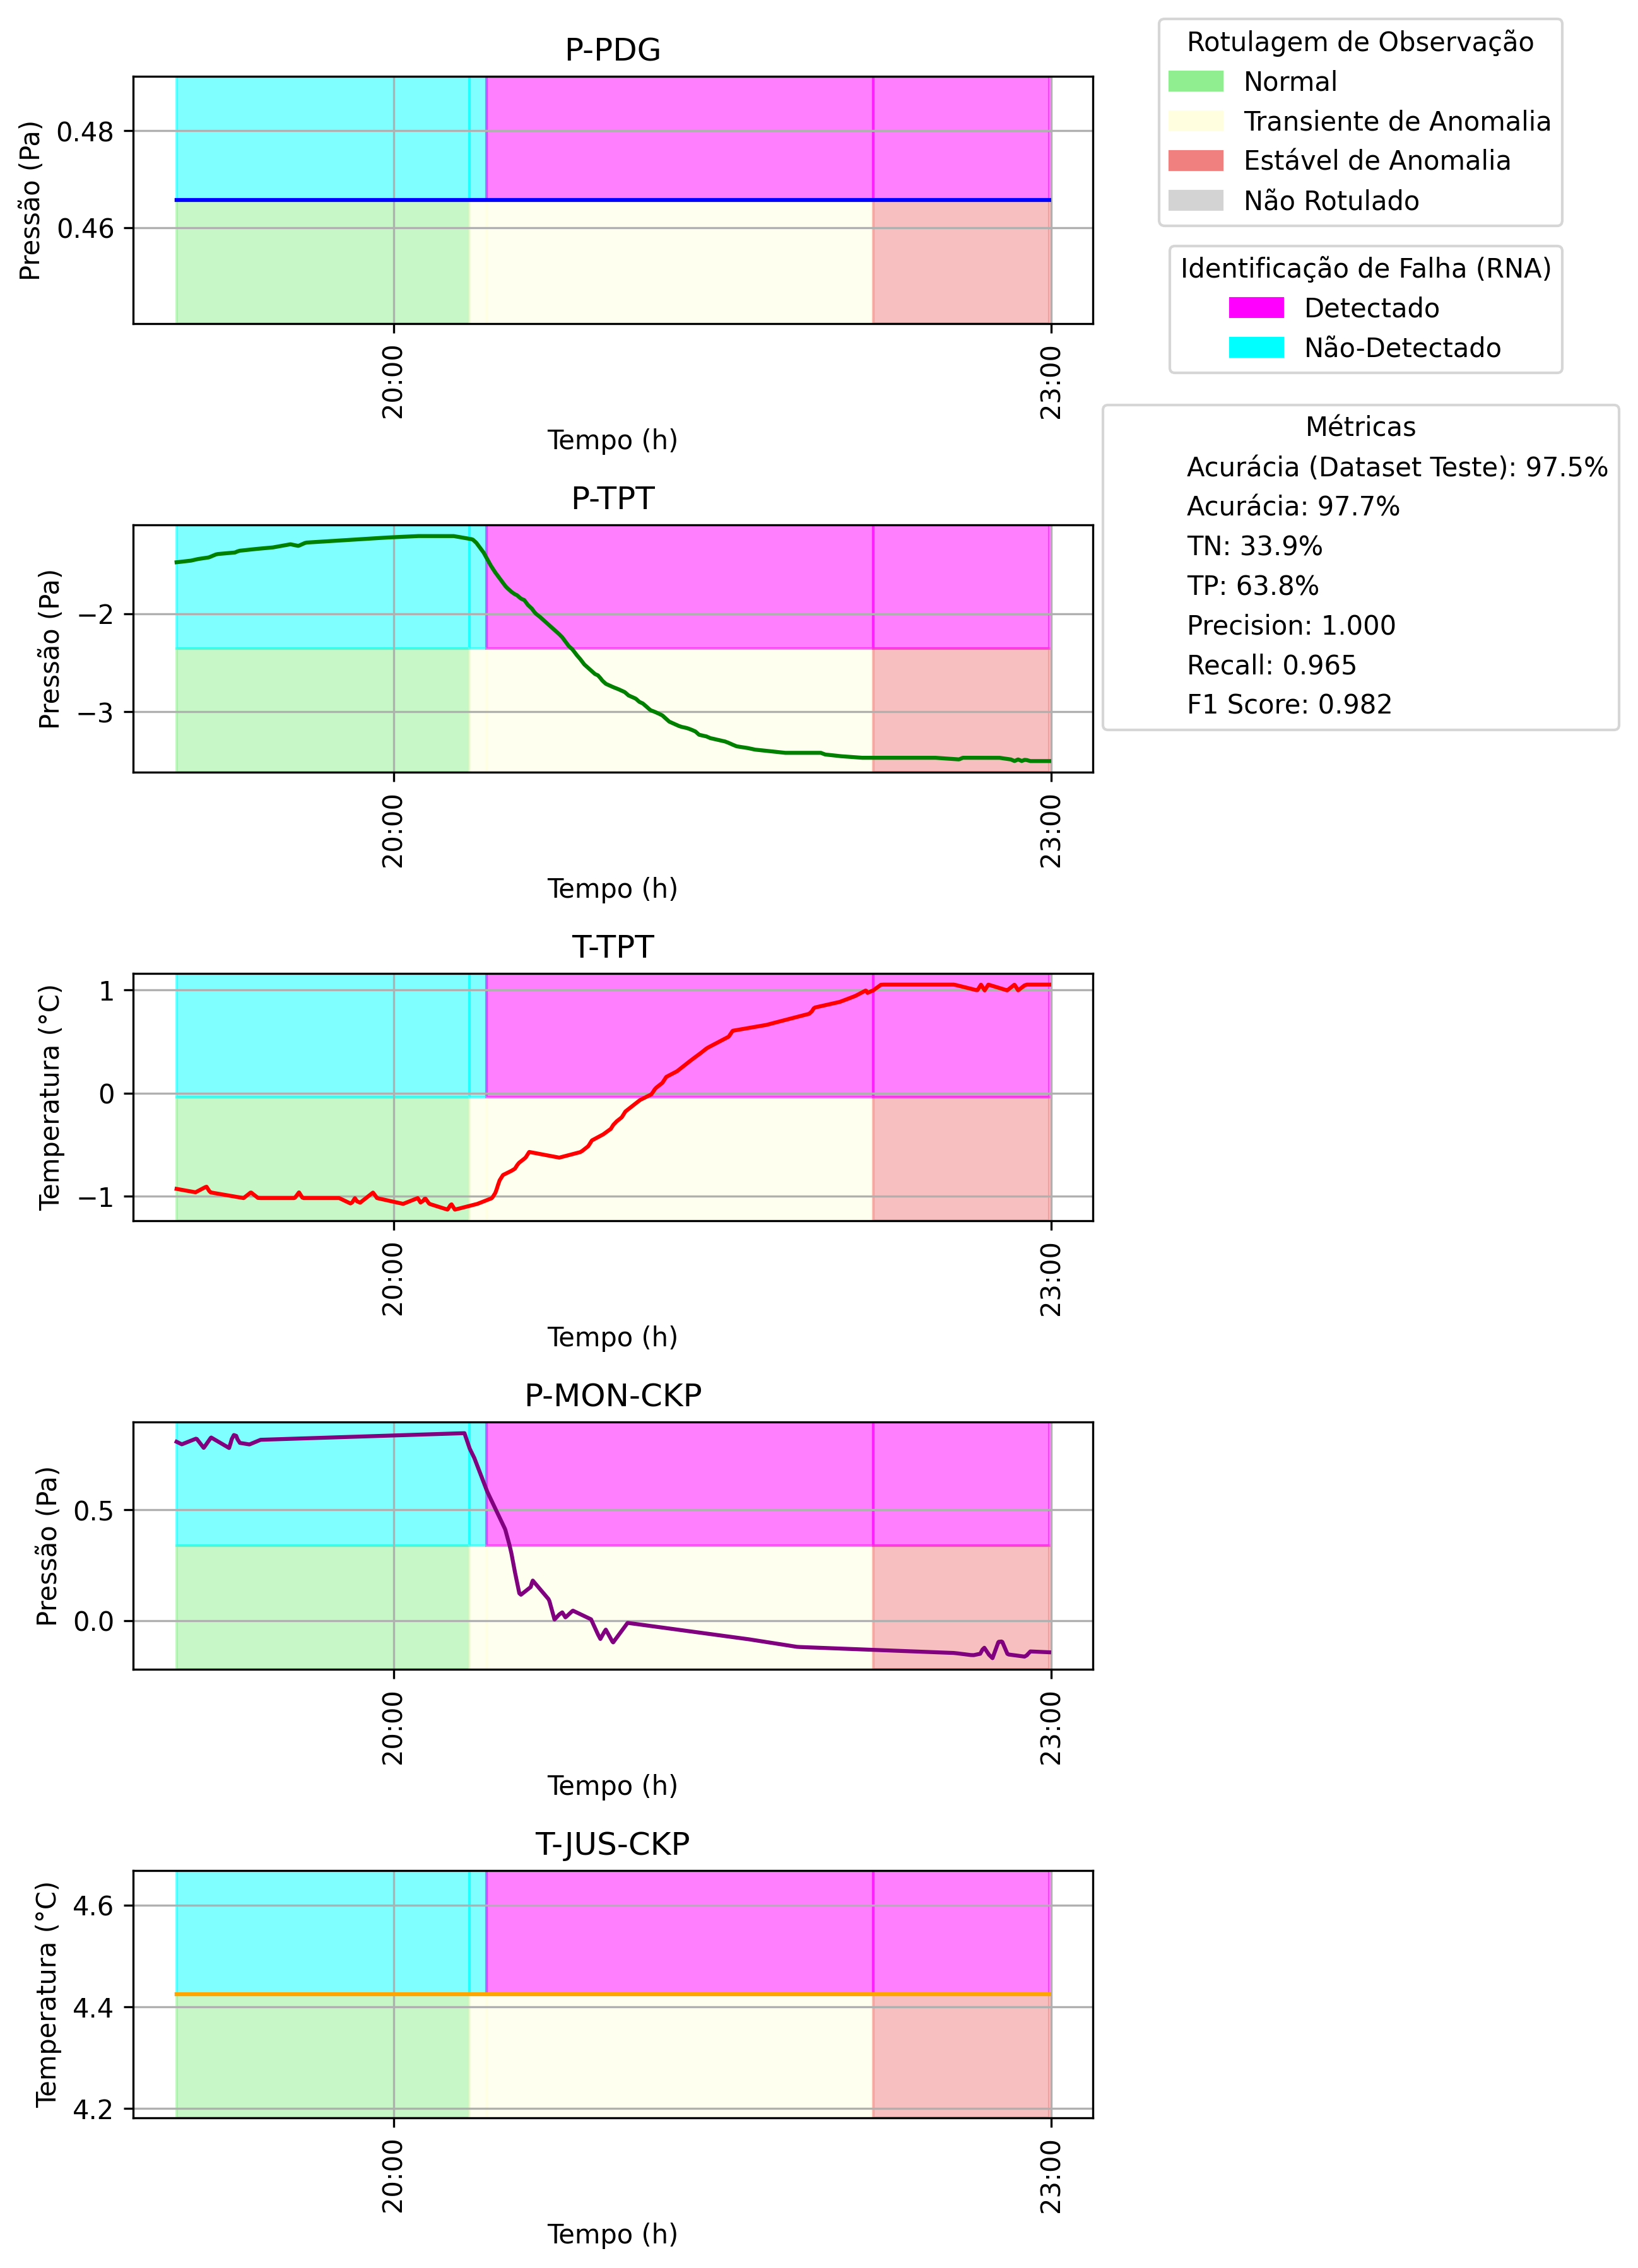 P-PDG
Pressão (Pa)
0.48
0.46
20:00
23:00
Tempo (h)
Rotulagem de Observação
Normal
Transiente de Anomalia
Estável de Anomalia
Não Rotulado
Identificação de Falha (RNA)
Detectado
Não-Detectado
Métricas
Acurácia (Dataset Teste): 97.5%
Acurácia: 97.7%
TN: 33.9%
TP: 63.8%
Precision: 1.000
Recall: 0.965
F1 Score: 0.982
P-TPT
Pressão (Pa)
−2
−3
20:00
23:00
Tempo (h)
T-TPT
Temperatura (°C)
1
0
−1
20:00
23:00
Tempo (h)
P-MON-CKP
Pressão (Pa)
0.5
0.0
20:00
23:00
Tempo (h)
T-JUS-CKP
Temperatura (°C)
4.6
4.4
4.2
20:00
23:00
Tempo (h)